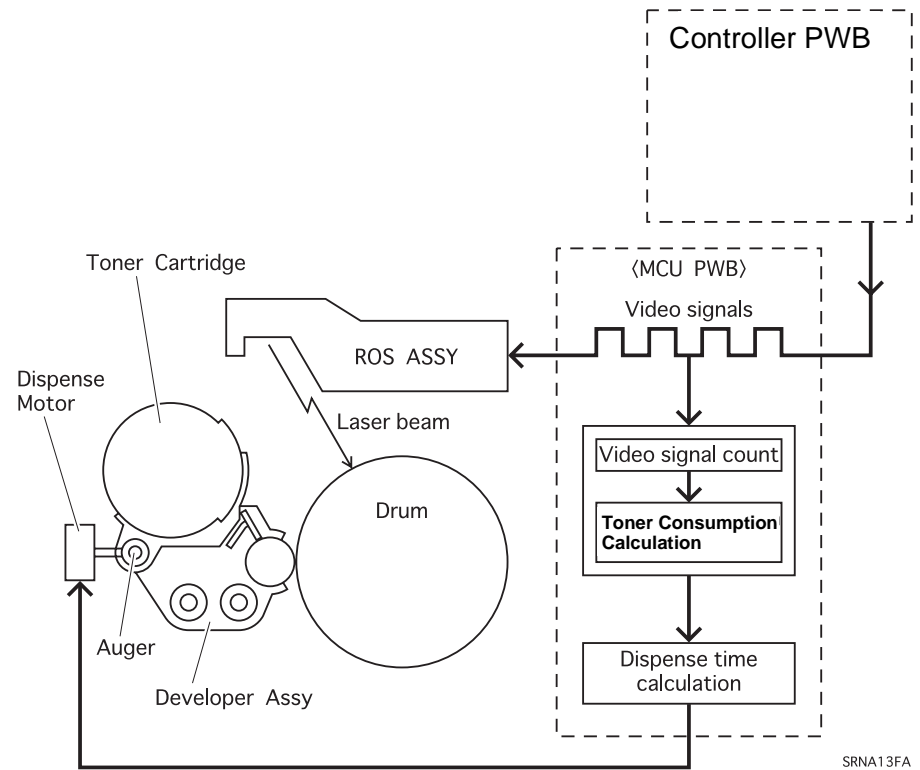 Controller PWB
〈MCU PWB〉
Video signals
Toner Cartridge
ROS ASSY
Dispense
Motor
Laser beam
Video signal count
Drum
Toner Consumption
Calculation
Auger
Dispense time
calculation
Developer Assy
SRNA13FA